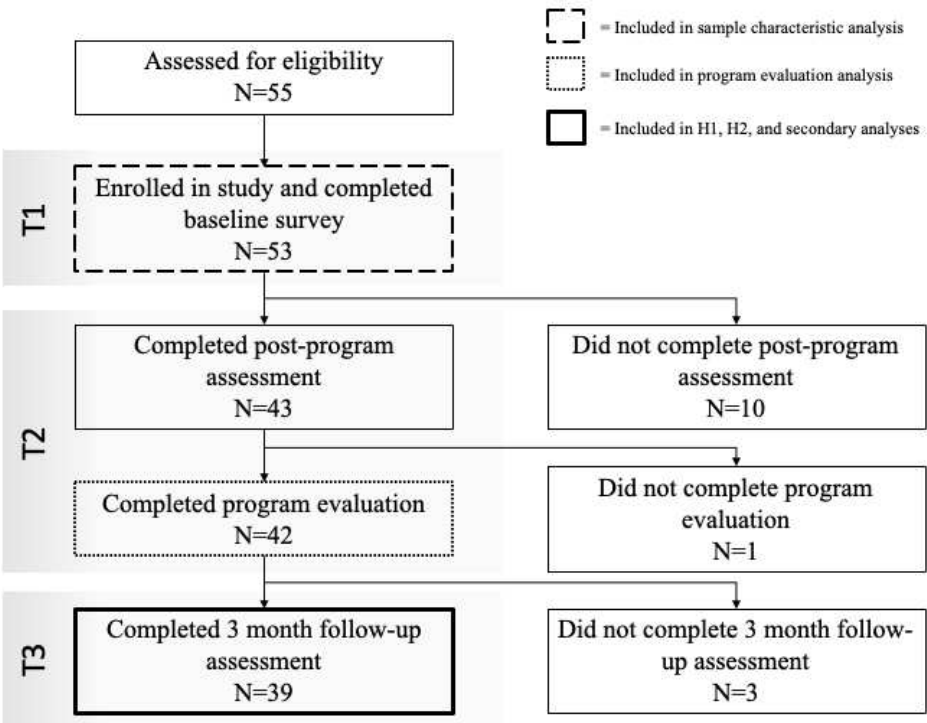 = Included in sample characteristic analysis
= Included in program evaluation analysis
= Included in H1, H2, and secondary analyses
Assessed for eligibility
N=55
T1
Enrolled in study and completed
baseline survey
N=53
T2
Completed post-program
assessment
N=43
Did not complete post-program
assessment
N=10
Completed program evaluation
N=42
Did not complete program
evaluation
N=1
T3
Completed 3 month follow-up
assessment
N=39
Did not complete 3 month follow-
up assessment
N=3